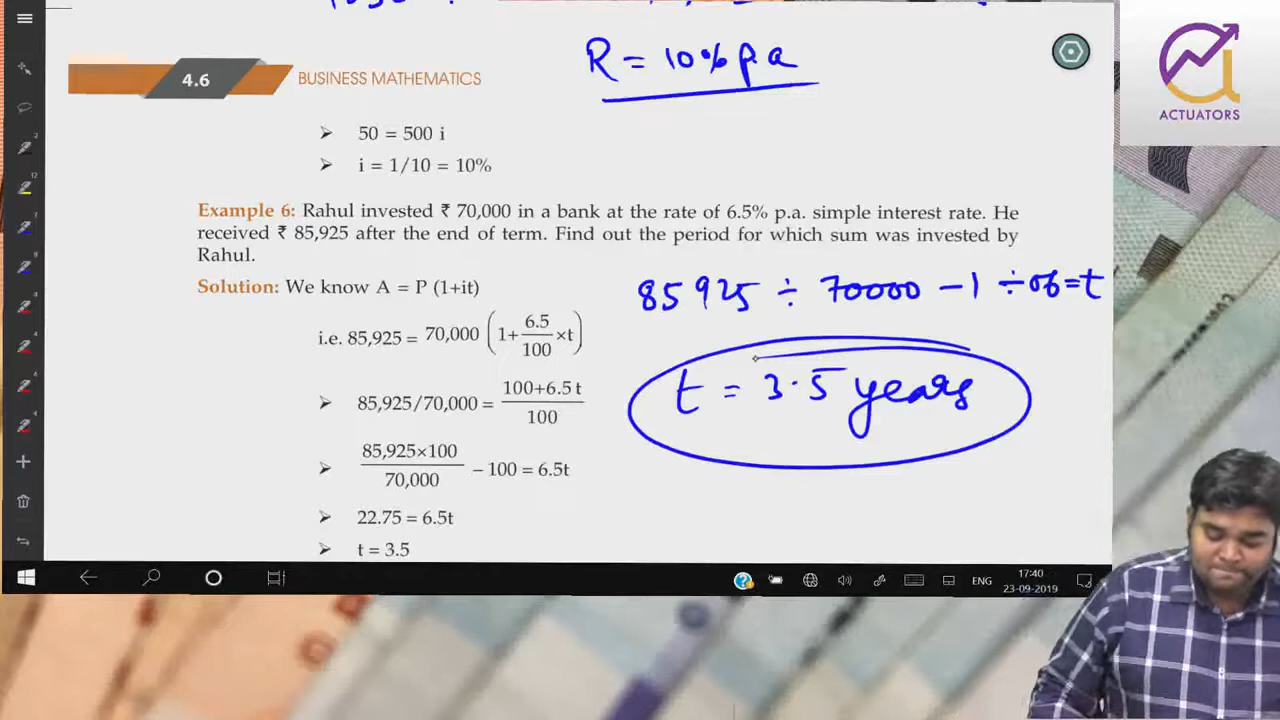 R = 10% p.a
4.6 BUSINESS MATHEMATICS
ACTUATORS
➢ 50 = 500 i
➢ i = 1/10 = 10%
Example 6: Rahul invested ₹ 70,000 in a bank at the rate of 6.5% p.a. simple interest rate. He
received ₹ 85,925 after the end of term. Find out the period for which sum was invested by
Rahul.
Solution: We know A = P (1+it)
85925 ÷ 70000 - 1 ÷ = t
i.e. 85,925 = 70,000 (1+ 6.5/100 ×t)
➢ 85,925/70,000 = 100+6.5 t / 100
t = 3.5 years
➢ 85,925×100 / 70,000 – 100 = 6.5t
➢ 22.75 = 6.5t
➢ t = 3.5
ENG
17:40
23-09-2019